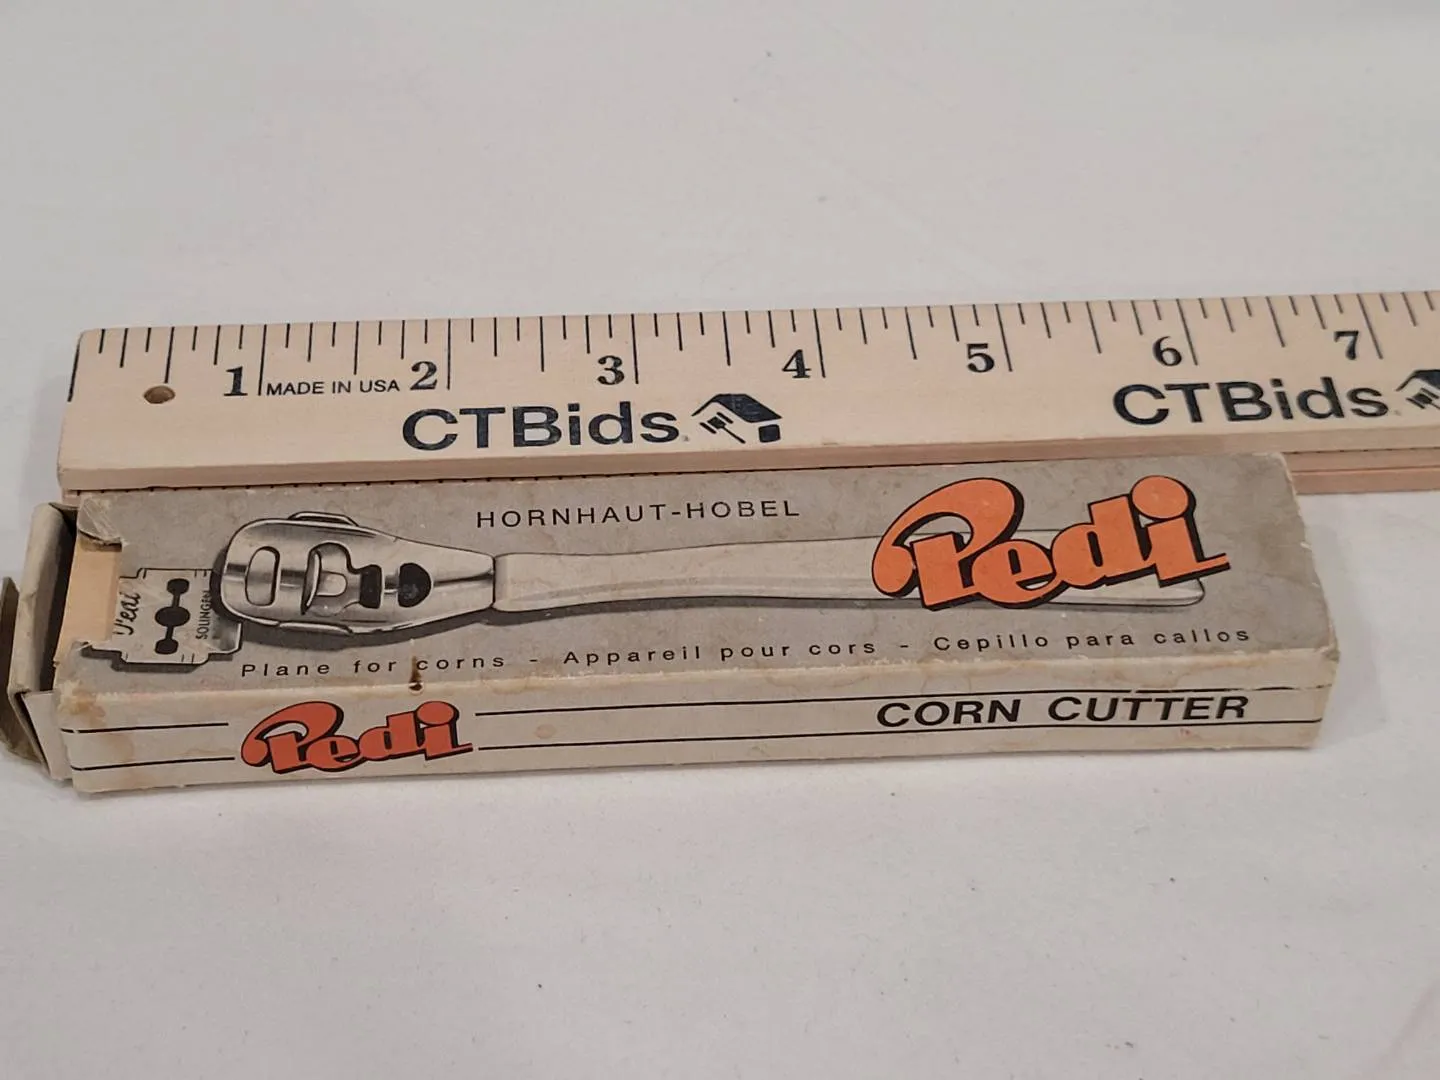 1 MADE IN USA 2 3 4 5 6 7
CTBids CTBids
HORNHAUT-HOBEL
Pedi
Pedi
SOLINGEN
Plane for corns - Appareil pour cors - Cepillo para callos
Pedi
CORN CUTTER